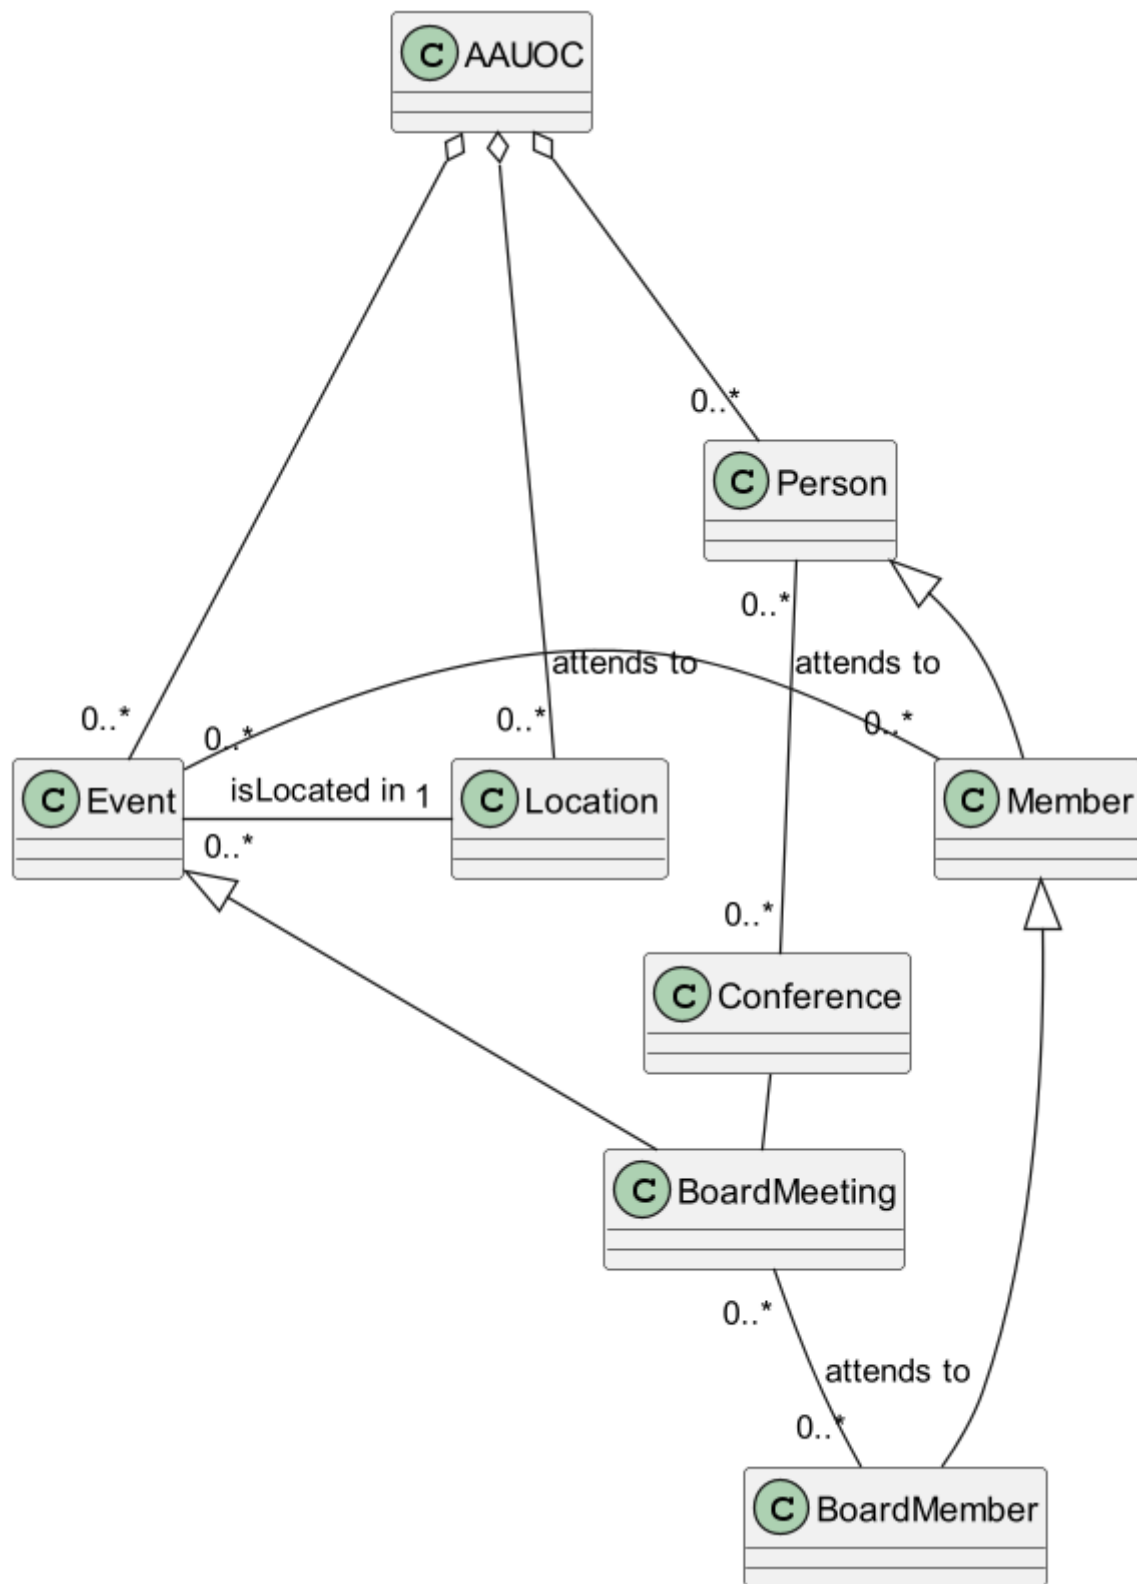 C AAUOC
0..*
C Person
0..*
attends to
attends to
0..*
0..*
0..*
0..*
C Event
isLocated in 1
C Location
C Member
0..*
0..*
C Conference
C BoardMeeting
0..*
attends to
0..*
C BoardMember